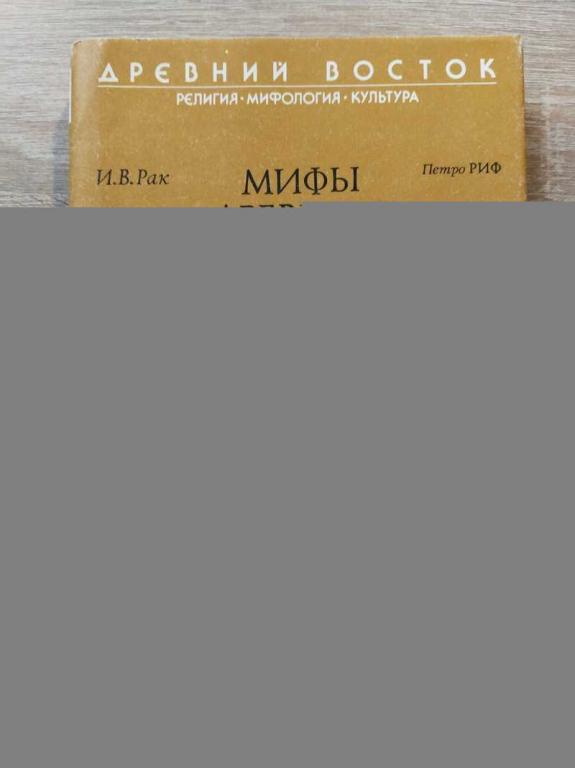 ДРЕВНИЙ ВОСТОК
РЕЛИГИЯ · МИФОЛОГИЯ · КУЛЬТУРА
И.В.Рак
МИФЫ
Петро РИФ